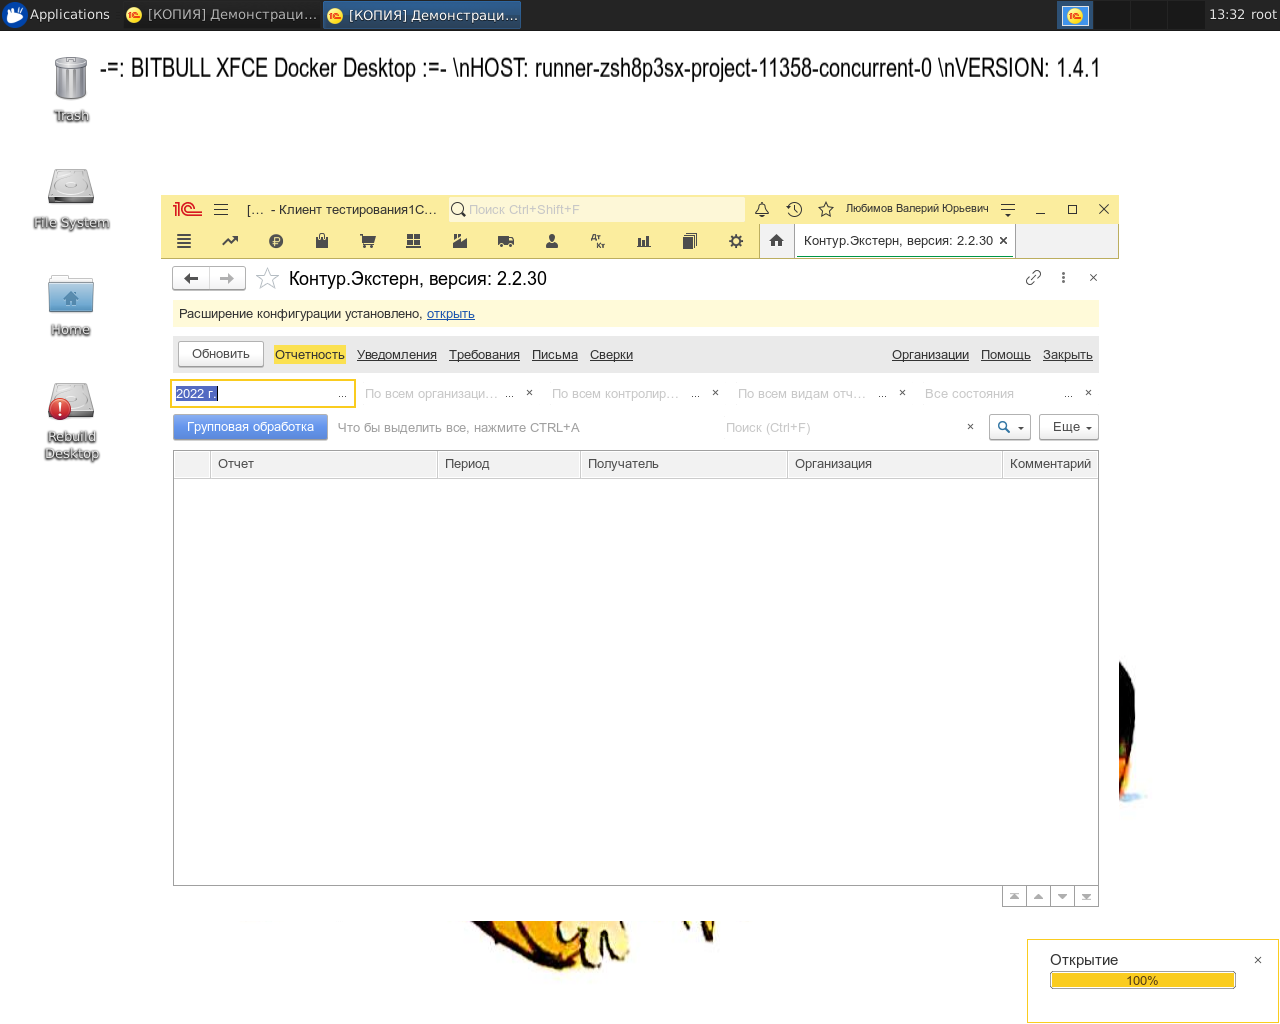 Applications
[КОПИЯ] Демонстраци...
[КОПИЯ] Демонстраци...
13:32 root
-=: BITBULL XFCE Docker Desktop :=- \nHOST: runner-zsh8p3sx-project-11358-concurrent-0 \nVERSION: 1.4.1
Trash
File System
Home
Rebuild
Desktop
[... - Клиент тестирования1С...
Поиск Ctrl+Shift+F
Любимов Валерий Юрьевич
Дт
Кт
Контур.Экстерн, версия: 2.2.30
Контур.Экстерн, версия: 2.2.30
Расширение конфигурации установлено, открыть
Обновить Отчетность Уведомления Требования Письма Сверки Организации Помощь Закрыть
2022 г. ... По всем организаци... ... По всем контролир... ... По всем видам отч... ... Все состояния ...
Групповая обработка Что бы выделить все, нажмите CTRL+A Поиск (Ctrl+F) Еще
Отчет Период Получатель Организация Комментарий
Открытие
100%